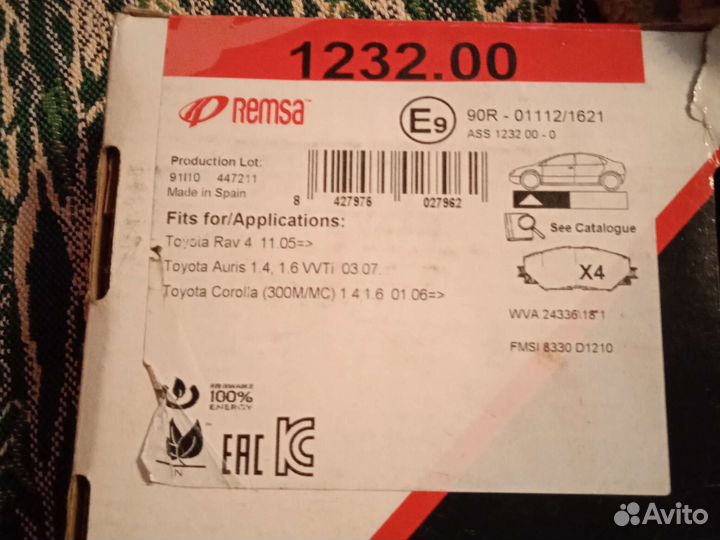 1232.00
Remsa™
E9
90R - 01112/1621
ASS 1232 00 - 0
Production Lot:
91I10 447211
Made in Spain
8 427976 027962
See Catalogue
Fits for/Applications:
Toyota Rav 4 11.05=>
Toyota Auris 1.4, 1.6 VVTi 03.07.
Toyota Corolla (300M/MC) 1 4 1.6 01.06=>
X4
WVA 24336 18 1
FMSI 8330 D1210
RENEWABLE
100%
ENERGY
™
N
EAC
KC
Avito